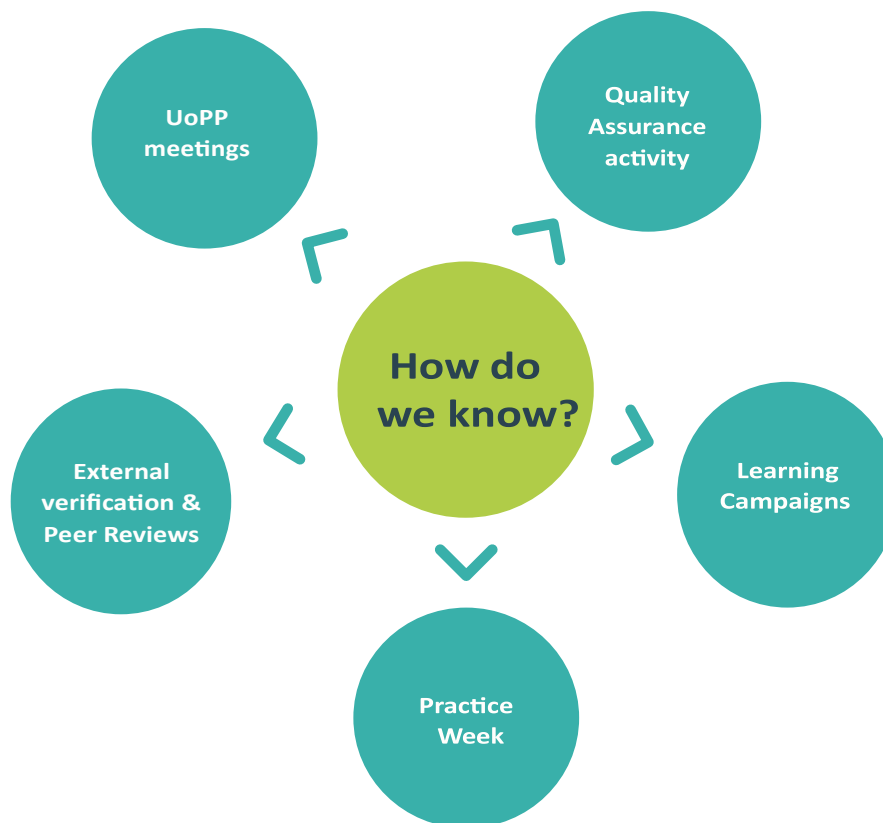 UoPP
meetings
Quality
Assurance
activity
How do
we know?
External
verification &
Peer Reviews
Learning
Campaigns
Practice
Week